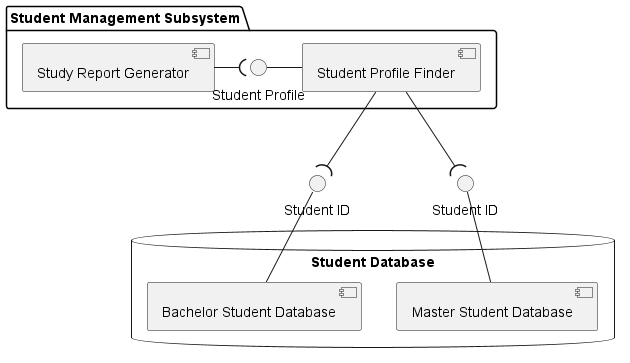 Student Management Subsystem
Study Report Generator
Student Profile
Student Profile Finder
Student ID
Student ID
Student Database
Bachelor Student Database
Master Student Database